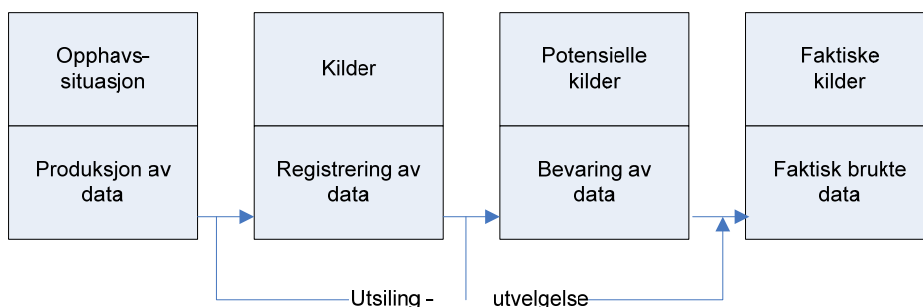 Opphavs-
situasjon
Produksjon av
data
Kilder
Registrering av
data
Potensielle
kilder
Bevaring av
data
Faktiske
kilder
Faktisk brukte
data
Utsiling – utvelgelse